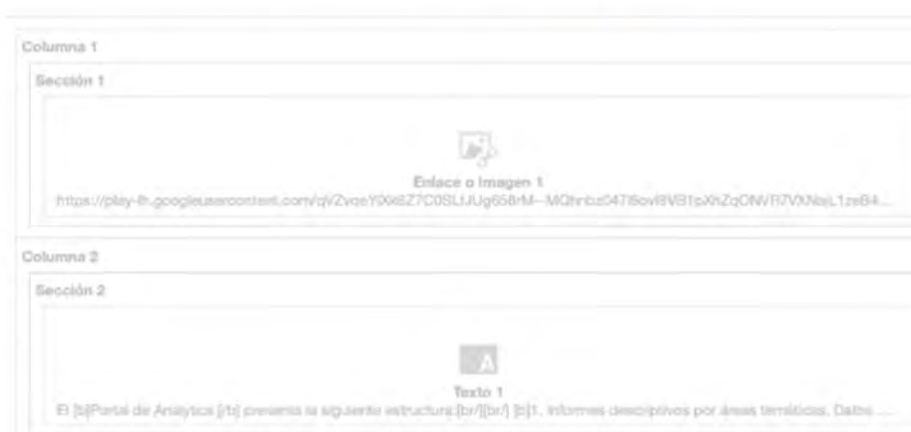 Columna 1
Sección 1
Enlace o Imagen 1
Columna 2
Sección 2
Texto 1
El [b]Portal de Analytica [/b] presenta la siguiente estructura:[br/][br/] [b]1. Informes descriptivos por áreas temáticas. Datos ...